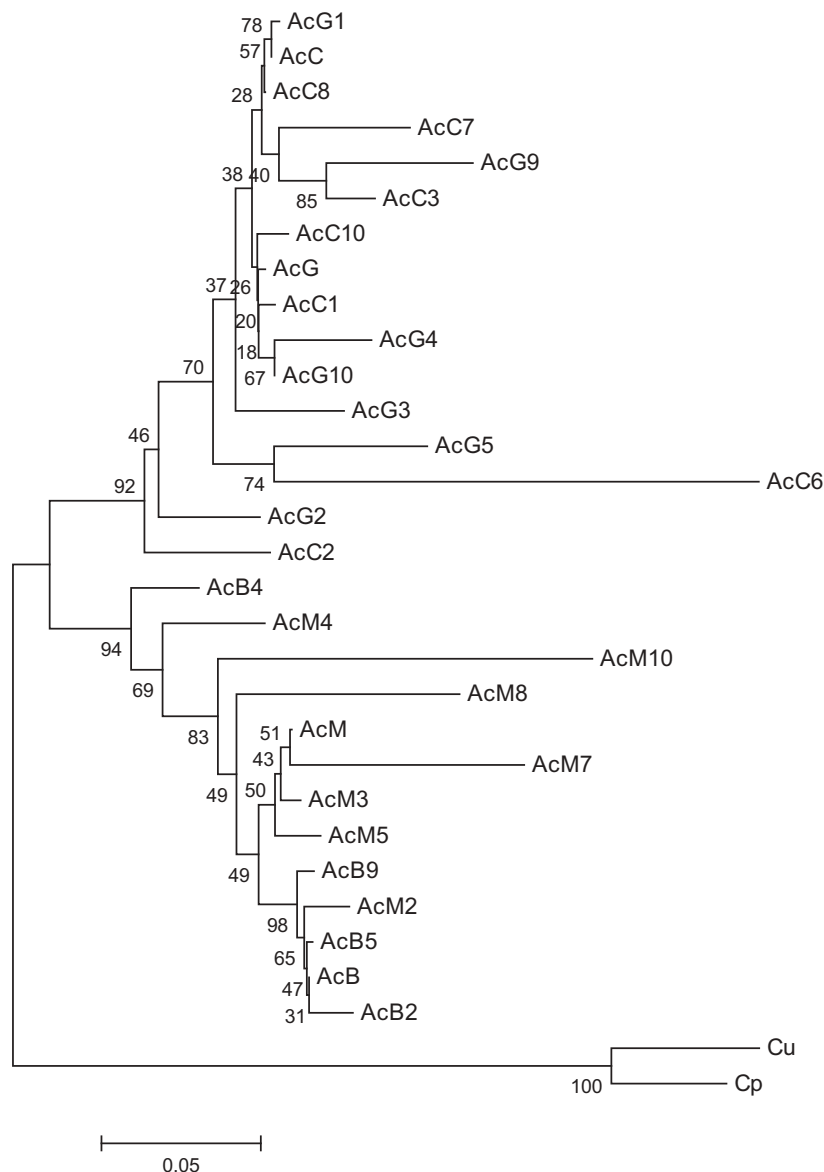 78 AcG1
57 AcC
AcC8
28
AcC7
AcG9
38 40
85 AcC3
AcC10
AcG
37 26
AcC1
20
AcG4
18
67 AcG10
70
AcG3
AcG5
46
74 AcC6
92
AcG2
AcC2
AcB4
AcM4
94
AcM10
69
AcM8
83
51 AcM
43 AcM7
50
49 AcM3
AcM5
49 AcB9
98 AcM2
AcB5
65
AcB
47
31 AcB2
Cu
100 Cp
0.05